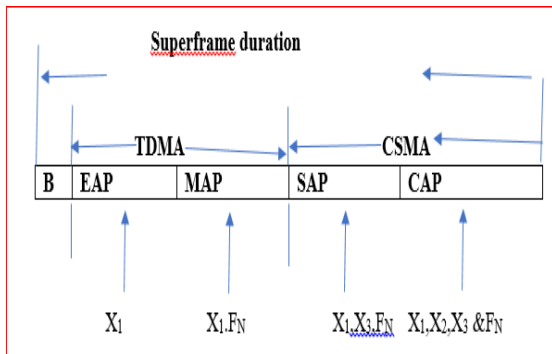 Superframe duration
TDMA CSMA
B EAP MAP SAP CAP
X1 X1.FN X1,X3,FN X1,X2,X3 &FN